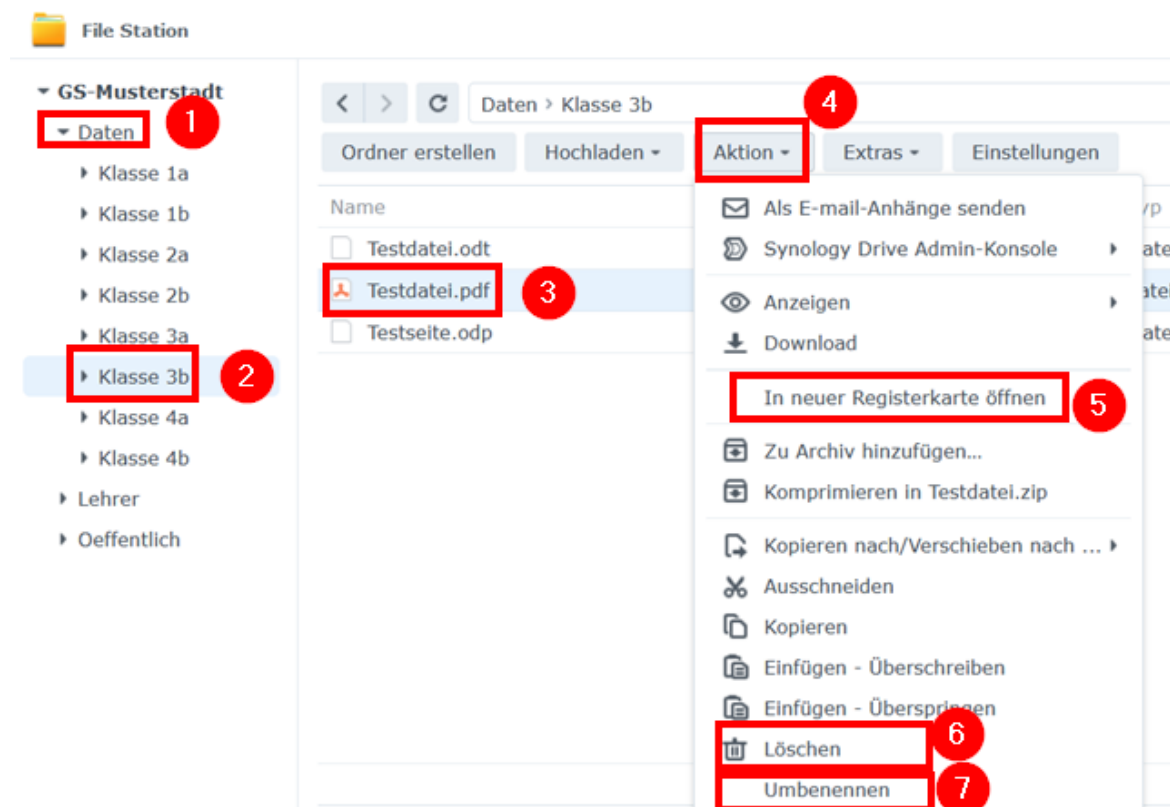 File Station
GS-Musterstadt
Daten
1
Klasse 1a
Klasse 1b
Klasse 2a
Klasse 2b
Klasse 3a
Klasse 3b
2
Klasse 4a
Klasse 4b
Lehrer
Oeffentlich
Daten > Klasse 3b
4
Ordner erstellen Hochladen Aktion Extras Einstellungen
Name
Testdatei.odt
Testdatei.pdf
3
Testseite.odp
Als E-mail-Anhänge senden
Synology Drive Admin-Konsole
Anzeigen
Download
In neuer Registerkarte öffnen
5
Zu Archiv hinzufügen...
Komprimieren in Testdatei.zip
Kopieren nach/Verschieben nach ...
Ausschneiden
Kopieren
Einfügen - Überschreiben
Einfügen - Überspringen
6
Löschen
Umbenennen
7